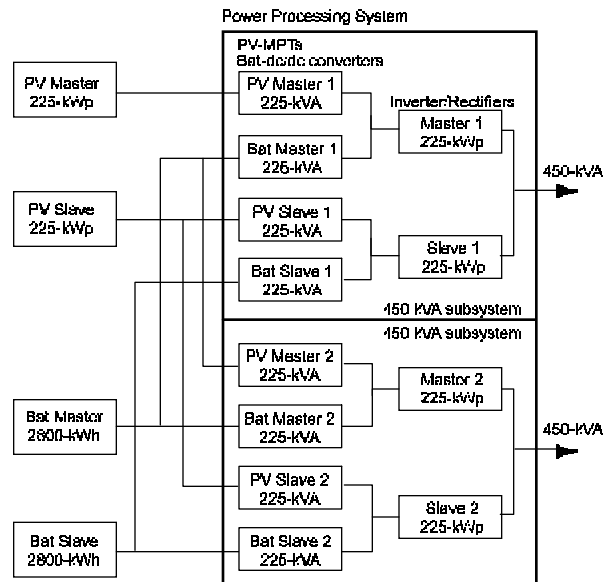 Power Processing System
PV-MPTs
Bat-dc/dc converters
PV Master
225-kWp
PV Master 1
225-kVA
Inverter/Rectifiers
Master 1
225-kWp
Bat Master 1
225-kVA
450-kVA
PV Slave
225-kWp
PV Slave 1
225-kVA
Slave 1
225-kWp
Bat Slave 1
225-kVA
450 KVA subsystem
450 KVA subsystem
PV Master 2
225-kVA
Mastor 2
225-kWp
Bat Mastor
2800-kWh
Bat Master 2
225-kVA
450-kVA
PV Slave 2
225-kVA
Slave 2
225-kWp
Bat Slave
2800-kWh
Bat Slave 2
225-kVA